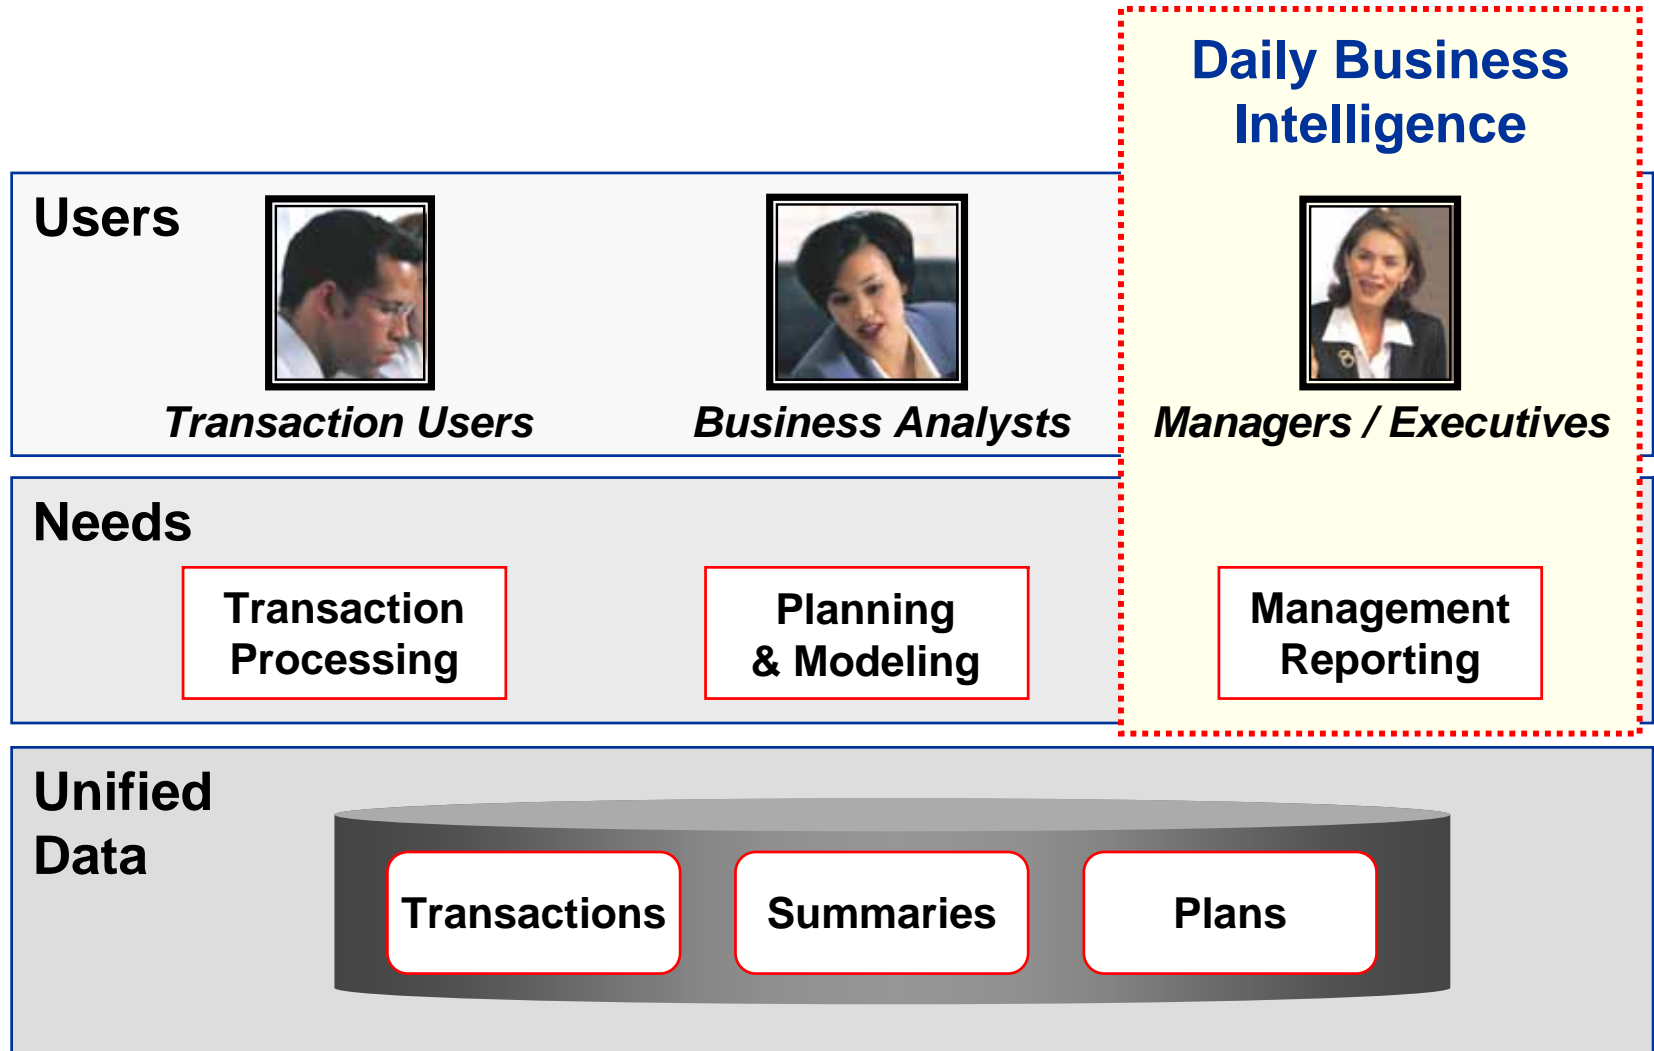 Daily Business
Intelligence
Users
Transaction Users
Business Analysts
Managers / Executives
Needs
Transaction
Processing
Planning
& Modeling
Management
Reporting
Unified
Data
Transactions
Summaries
Plans